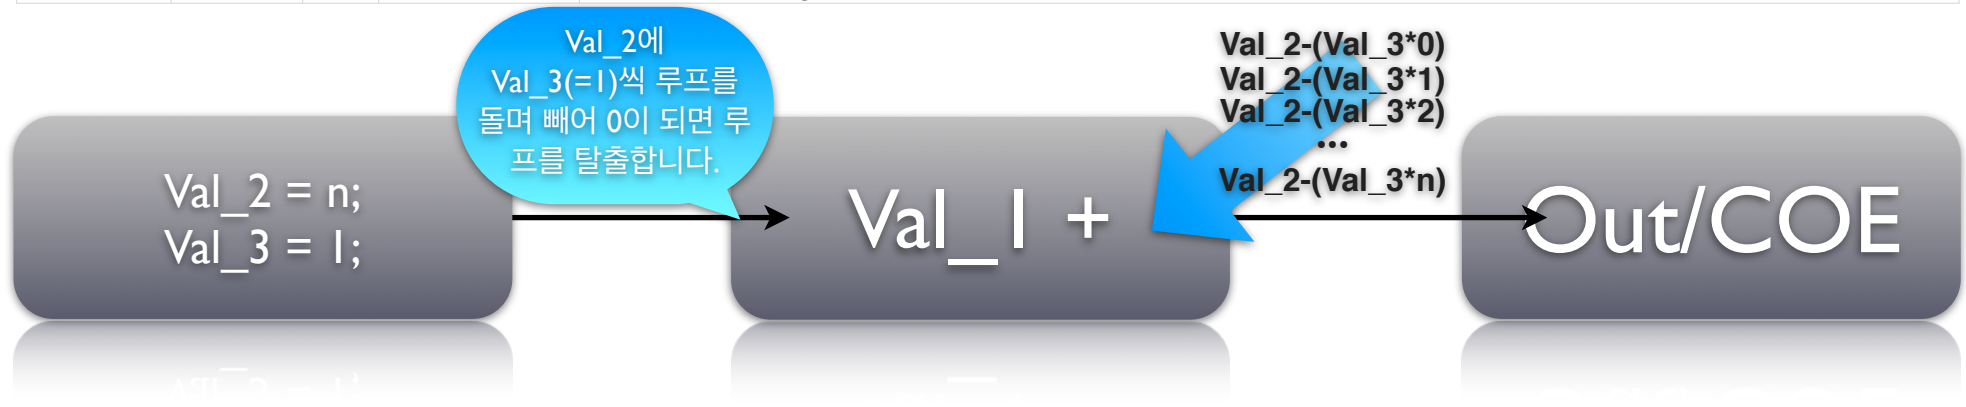 Val_2 = n;
Val_3 = 1;
Val_2에
Val_3(=1)씩 루프를
돌며 빼어 0이 되면 루
프를 탈출합니다.
Val_1 +
Val_2-(Val_3*0)
Val_2-(Val_3*1)
Val_2-(Val_3*2)
...
Val_2-(Val_3*n)
Out/COE